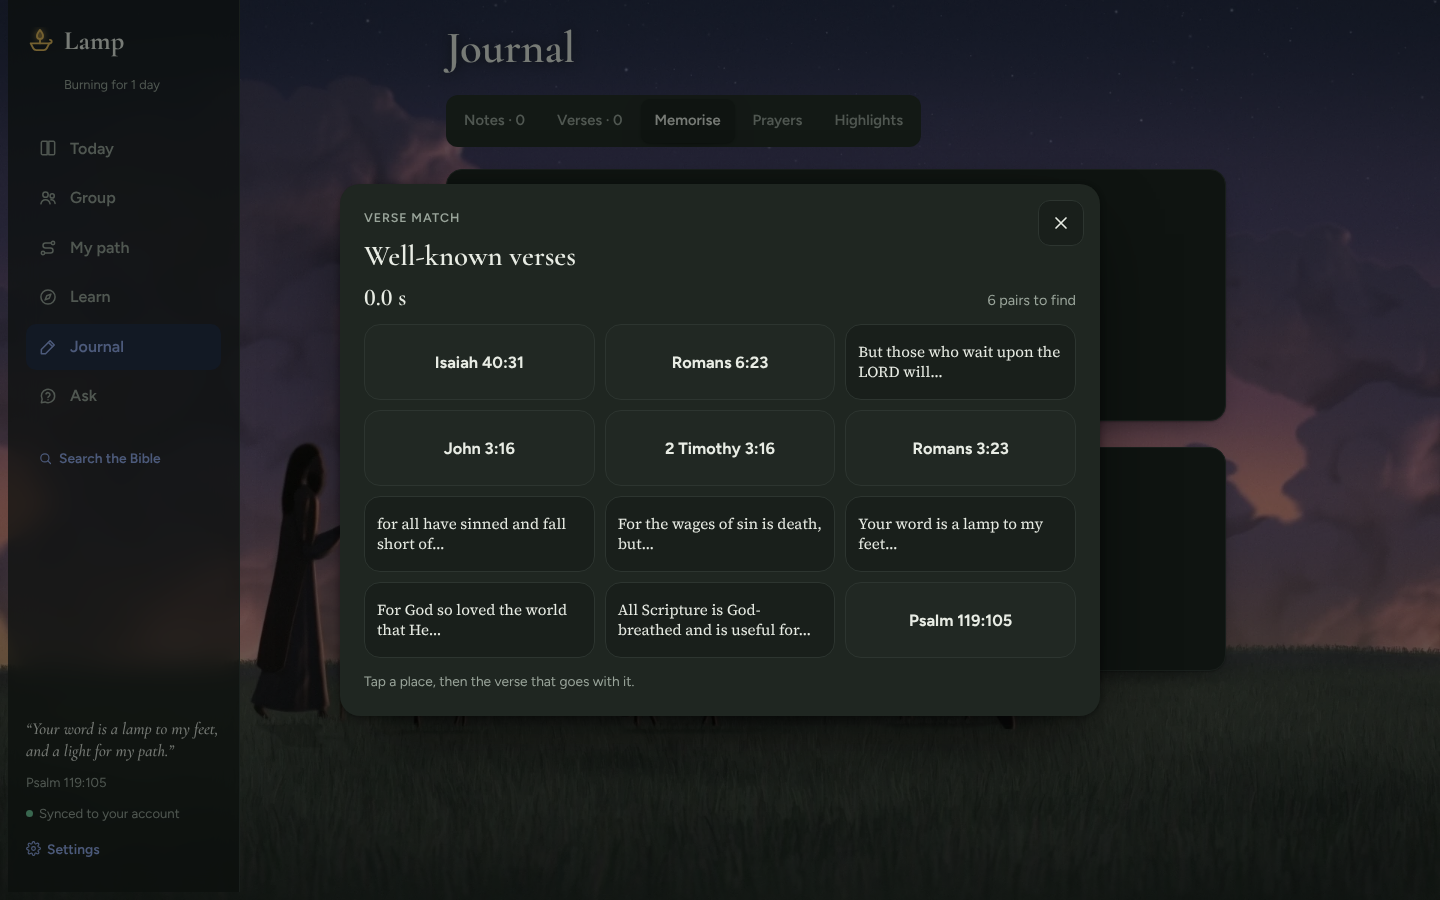 Lamp
Burning for 1 day
Today
Group
My path
Learn
Journal
Ask
Search the Bible
“Your word is a lamp to my feet,
and a light for my path.”
Psalm 119:105
Synced to your account
Settings
Journal
Notes · 0
Verses · 0
Memorise
Prayers
Highlights
VERSE MATCH
Well-known verses
0.0 s
6 pairs to find
Isaiah 40:31
Romans 6:23
But those who wait upon the
LORD will...
John 3:16
2 Timothy 3:16
Romans 3:23
for all have sinned and fall
short of...
For the wages of sin is death,
but...
Your word is a lamp to my
feet...
For God so loved the world
that He...
All Scripture is God-
breathed and is useful for...
Psalm 119:105
Tap a place, then the verse that goes with it.